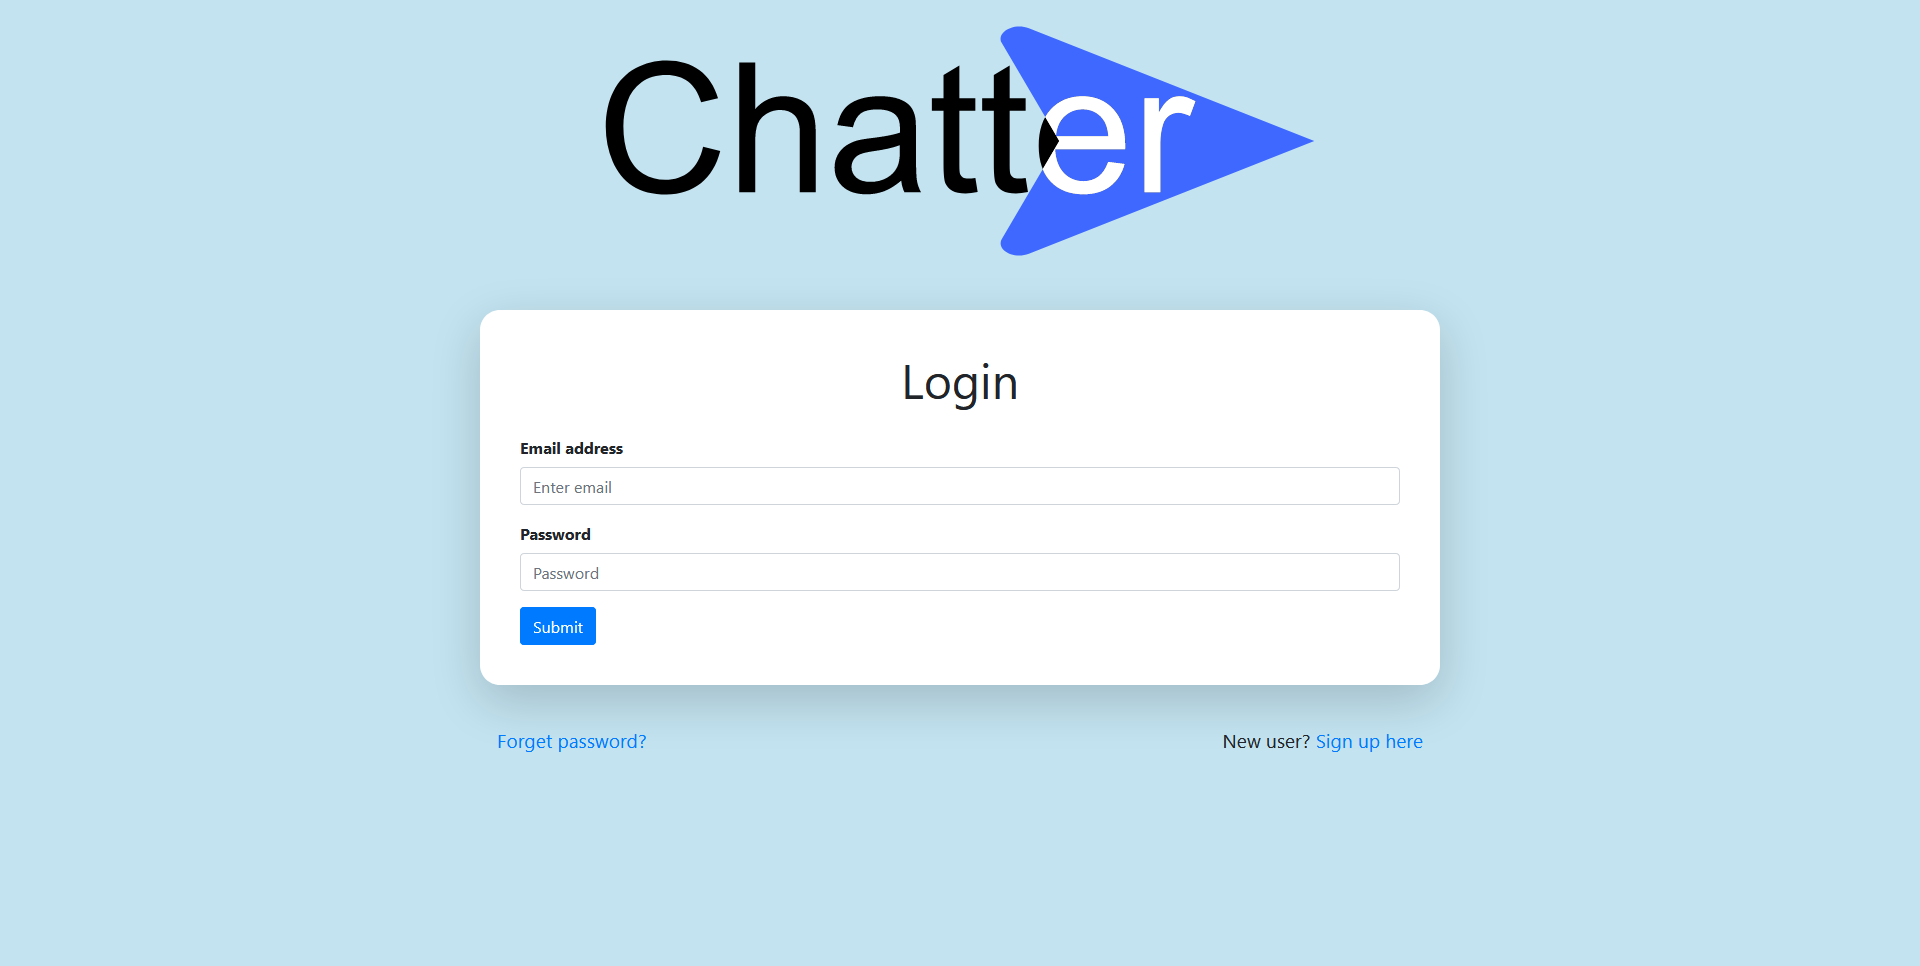 Chatter
Login
Email address
Enter email
Password
Password
Submit
Forget password?
New user? Sign up here